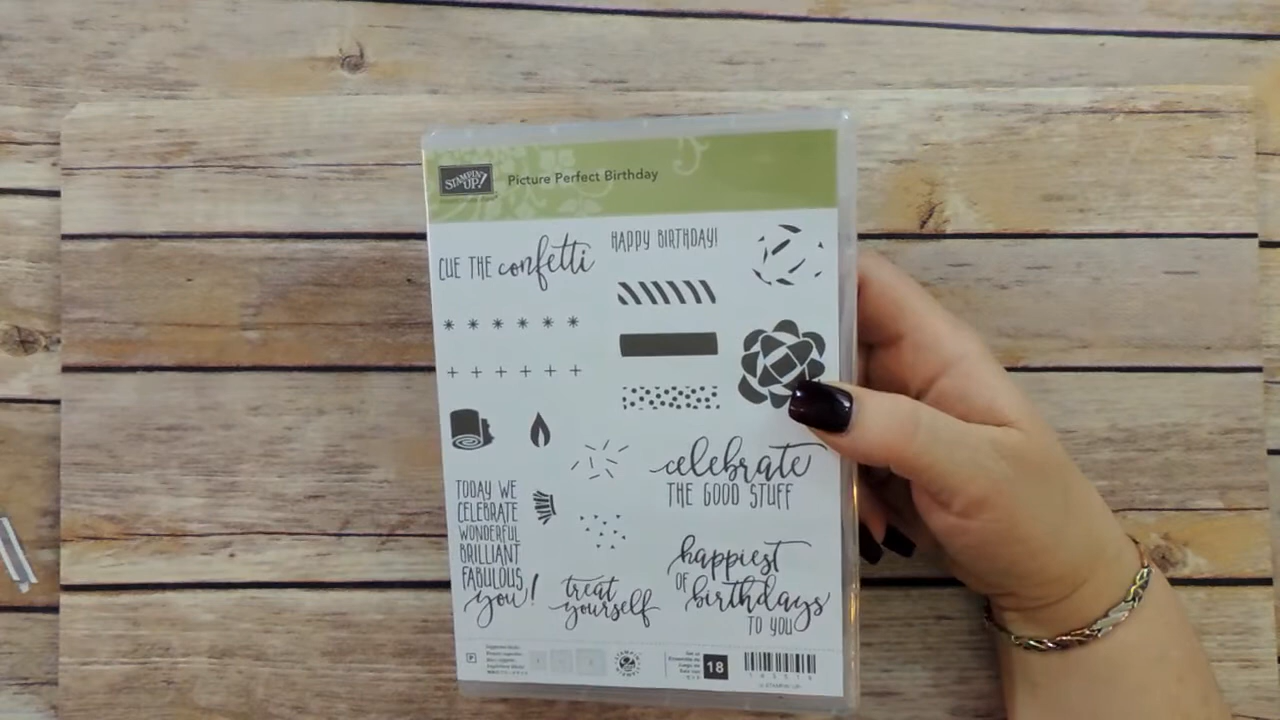 STAMPIN' UP!
Picture Perfect Birthday
CUE THE confetti
HAPPY BIRTHDAY!
celebrate
THE GOOD STUFF
TODAY WE
CELEBRATE
WONDERFUL
BRILLIANT
FABULOUS
you!
treat
yourself
happiest
OF birthdays
TO YOU
P
18